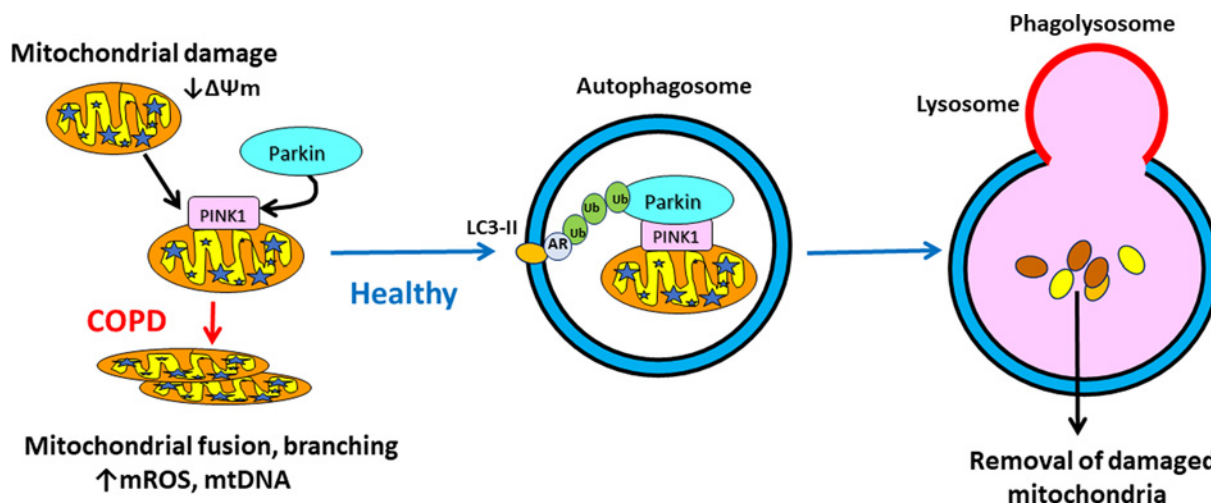 Mitochondrial damage
↓ΔΨm
Parkin
PINK1
COPD
Mitochondrial fusion, branching
↑mROS, mtDNA
Healthy
Autophagosome
LC3-II
AR
Ub
Ub
Ub
Parkin
PINK1
Phagolysosome
Lysosome
Removal of damaged
mitochondria